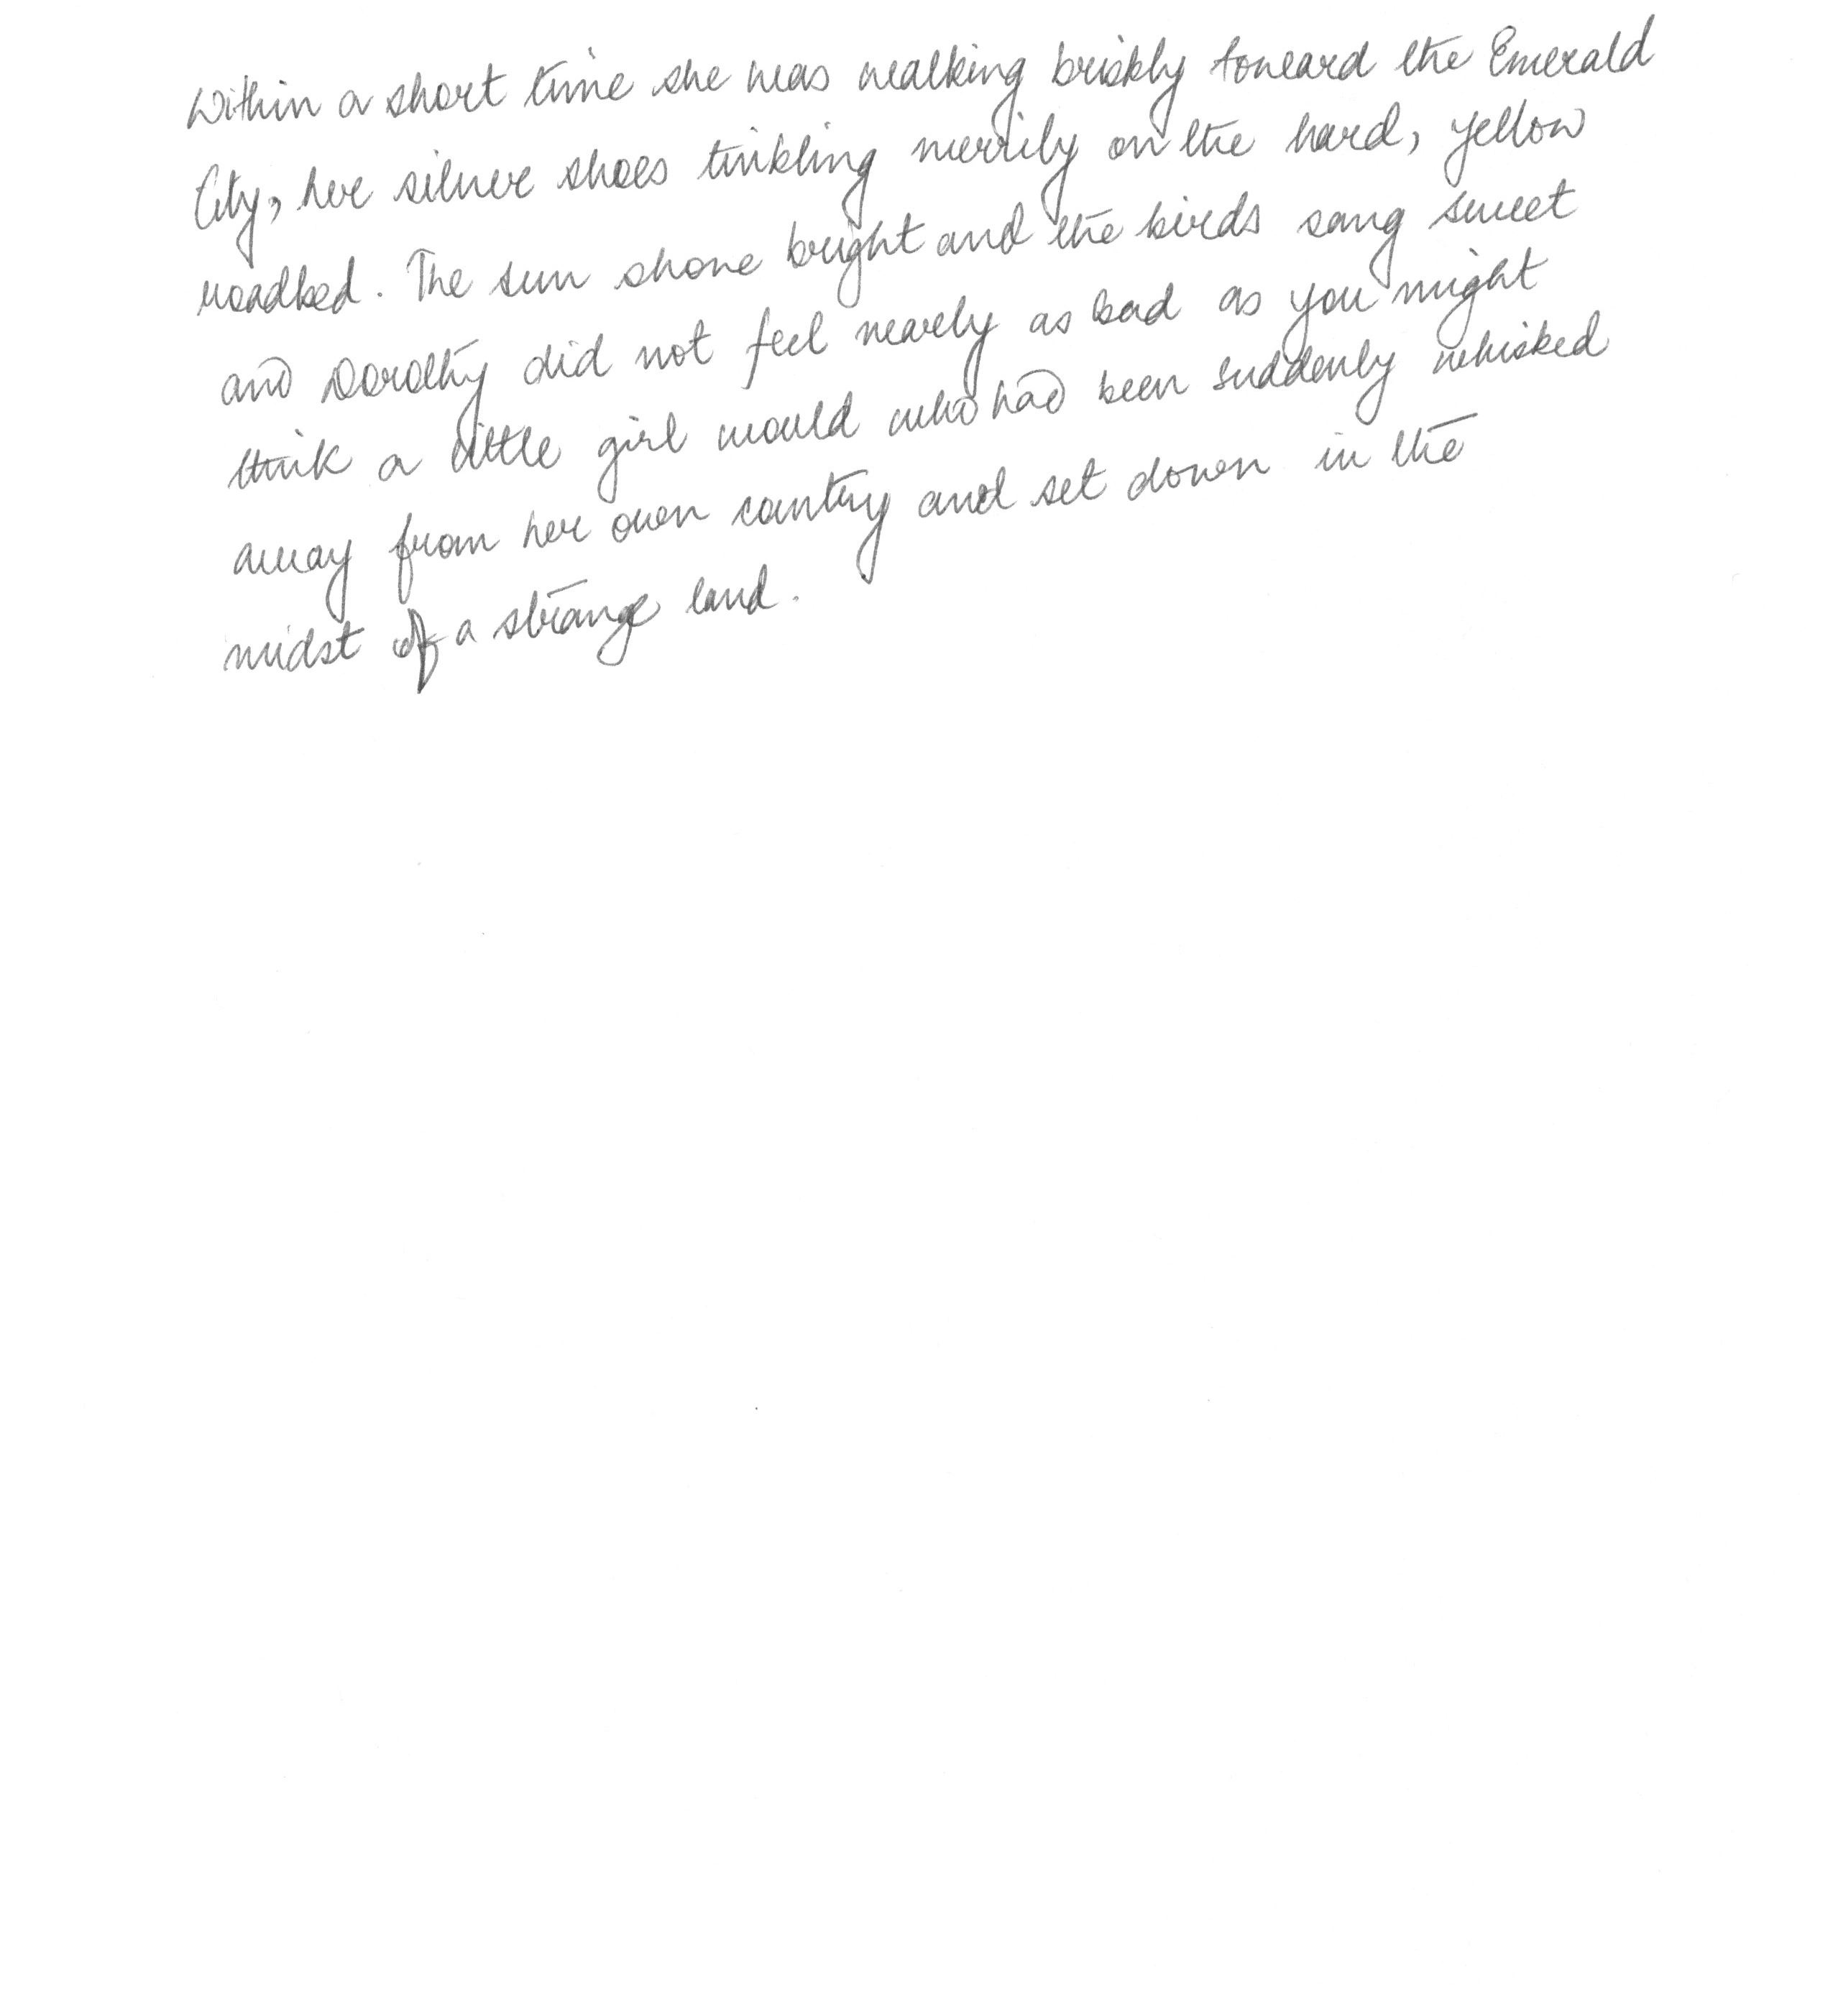 Within a short time she was walking briskly toward the Emerald
City, her silver shoes tinkling merrily on the hard, yellow
roadbed. The sun shone bright and the birds sang sweet
and Dorothy did not feel nearly as bad as you might
think a little girl would who had been suddenly whisked
away from her own country and set down in the
midst of a strange land.